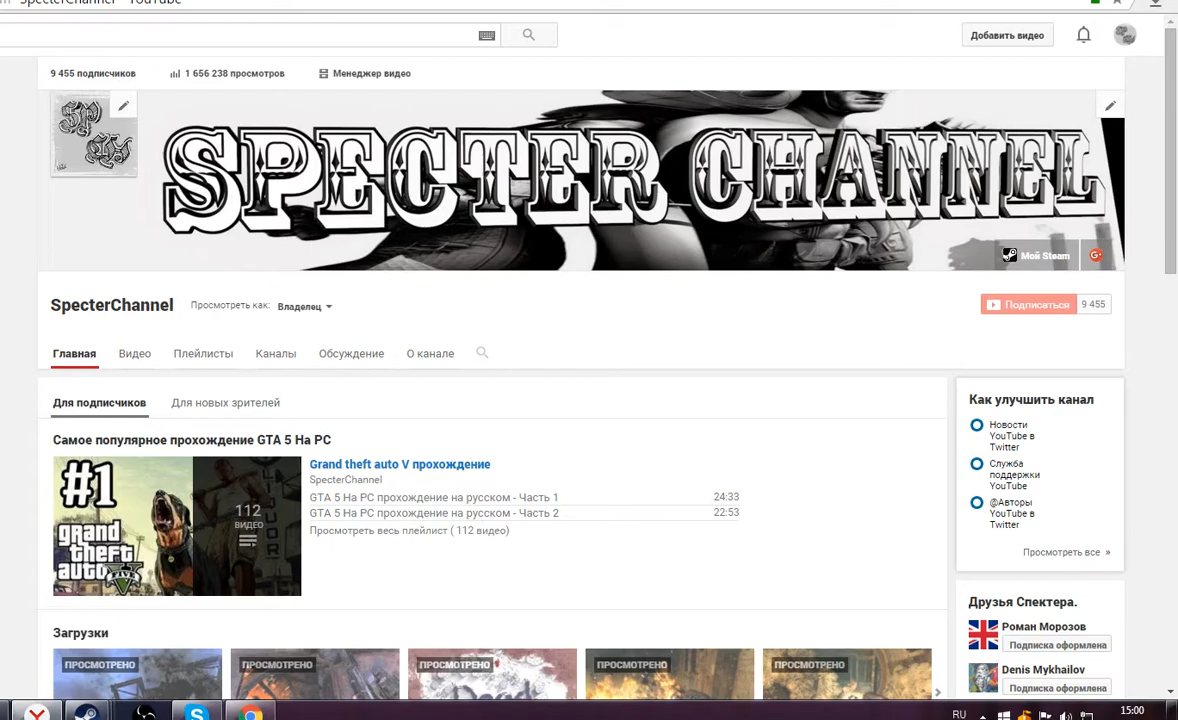 SpecterChannel - YouTube
Добавить видео
9 455 подписчиков
1 656 238 просмотров
Менеджер видео
SPECTER CHANNEL
Мой Steam
G+
SpecterChannel
Просмотреть как:
Владелец
Подписаться
9 455
Главная
Видео
Плейлисты
Каналы
Обсуждение
О канале
Для подписчиков
Для новых зрителей
Самое популярное прохождение GTA 5 На PC
#1
grand
theft
auto
V
112
ВИДЕО
Grand theft auto V прохождение
SpecterChannel
GTA 5 На PC прохождение на русском - Часть 1
24:33
GTA 5 На PC прохождение на русском - Часть 2
22:53
Просмотреть весь плейлист ( 112 видео)
Загрузки
ПРОСМОТРЕНО
ПРОСМОТРЕНО
ПРОСМОТРЕНО
ПРОСМОТРЕНО
ПРОСМОТРЕНО
Как улучшить канал
Новости
YouTube в
Twitter
Служба
поддержки
YouTube
@Авторы
YouTube в
Twitter
Просмотреть все »
Друзья Спектера.
Роман Морозов
Подписка оформлена
Denis Mykhailov
Подписка оформлена
RU
15:00